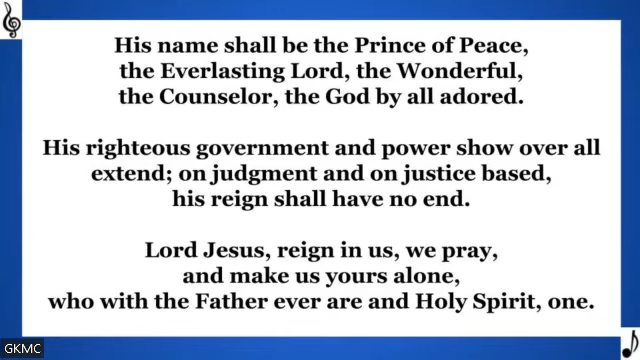 His name shall be the Prince of Peace,
the Everlasting Lord, the Wonderful,
the Counselor, the God by all adored.
His righteous government and power show over all
extend; on judgment and on justice based,
his reign shall have no end.
Lord Jesus, reign in us, we pray,
and make us yours alone,
who with the Father ever are and Holy Spirit, one.
GKMC